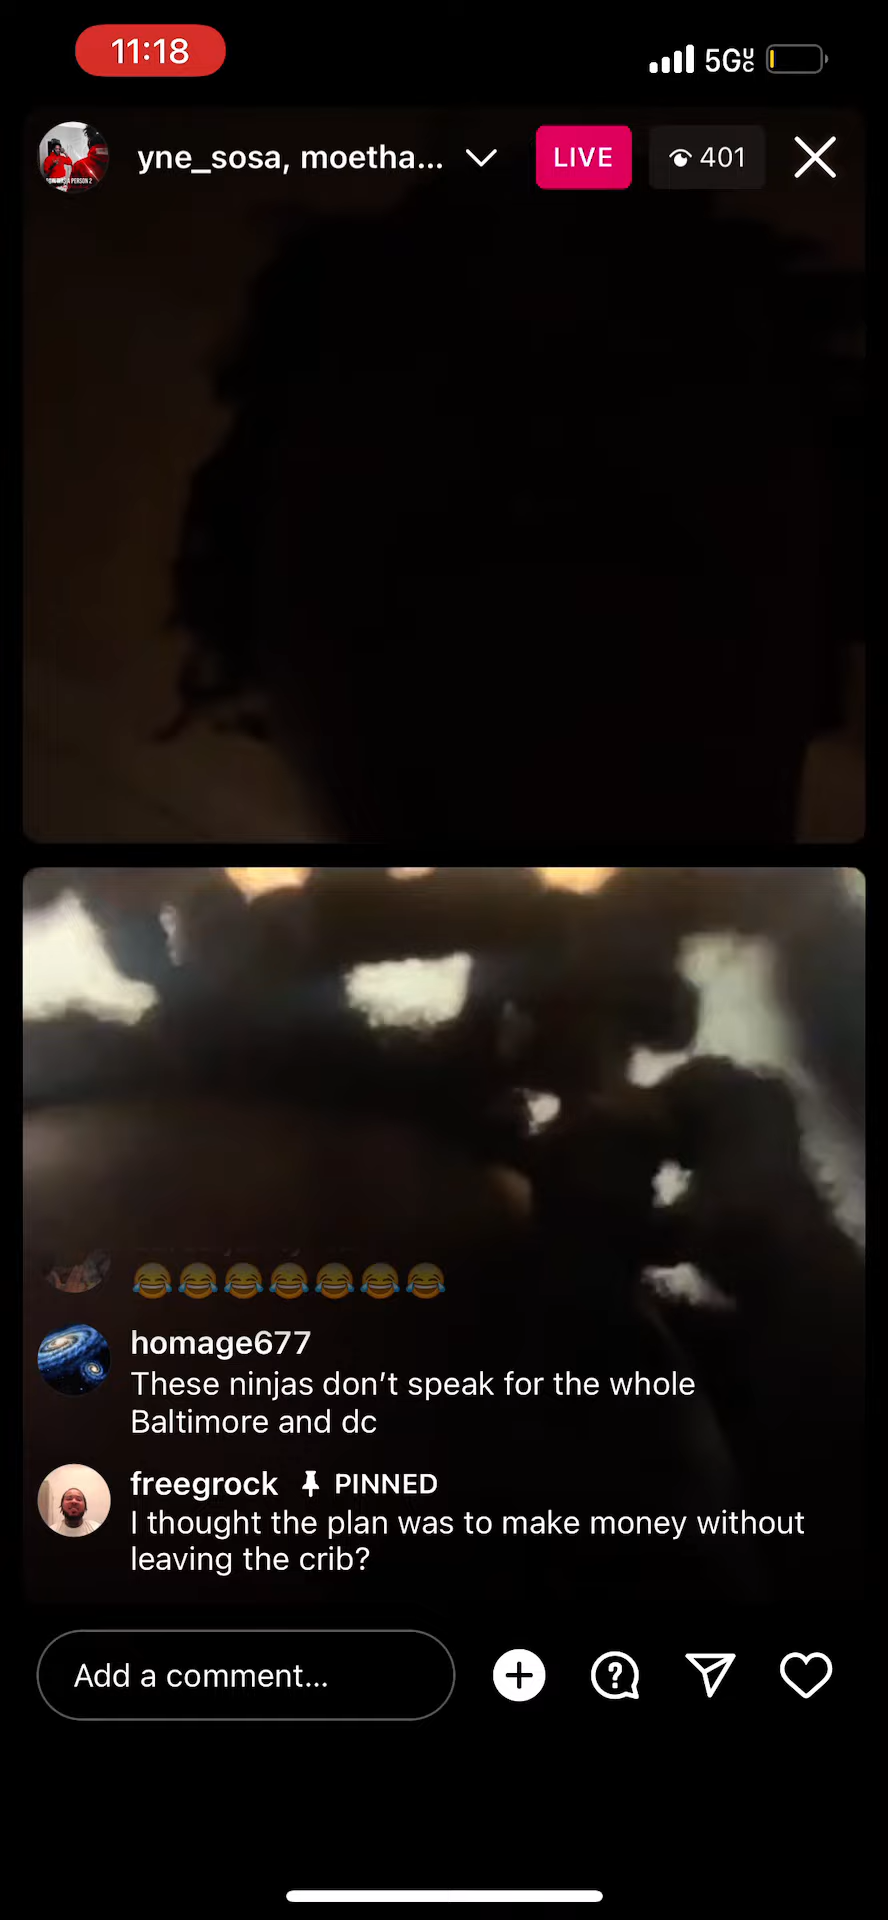 11:18
5GUC
yne_sosa, moetha...
LIVE
401
😂😂😂😂😂😂😂
homage677
These ninjas don’t speak for the whole
Baltimore and dc
freegrock PINNED
I thought the plan was to make money without
leaving the crib?
Add a comment...